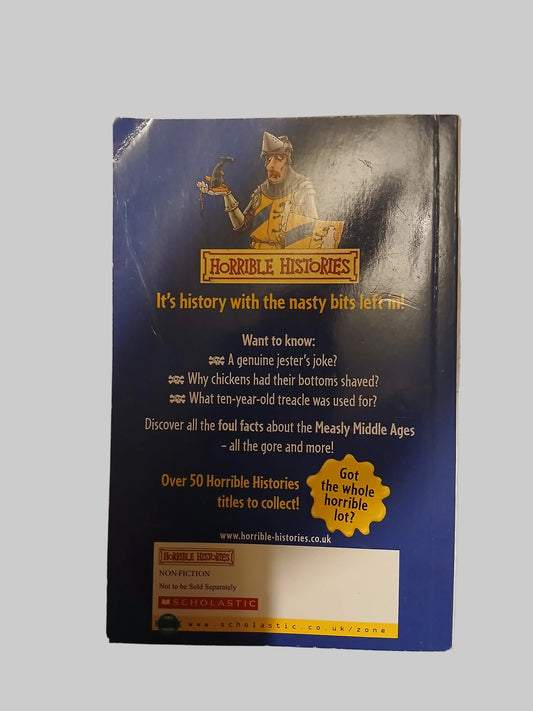 HORRIBLE HISTORIES
It's history with the nasty bits left in!
Want to know:
A genuine jester's joke?
Why chickens had their bottoms shaved?
What ten-year-old treacle was used for?
Discover all the foul facts about the Measly Middle Ages
– all the gore and more!
Over 50 Horrible Histories
titles to collect!
Got
the whole
horrible
lot?
www.horrible-histories.co.uk
HORRIBLE HISTORIES
NON-FICTION
Not to be Sold Separately
SCHOLASTIC
www.scholastic.co.uk/zone